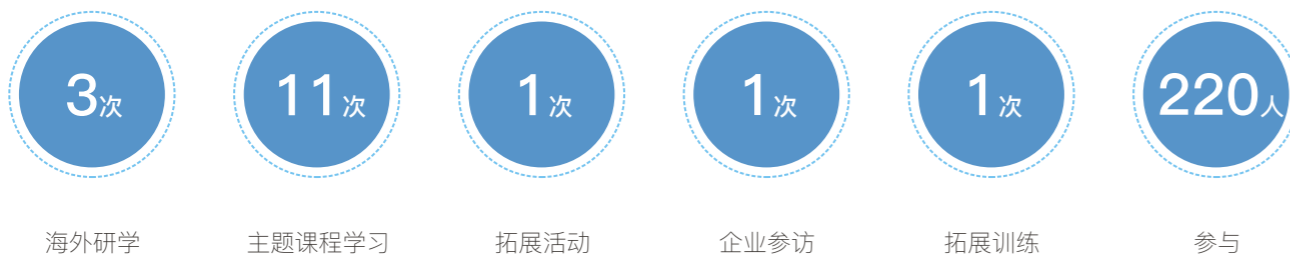 3次
11次
1次
1次
1次
220人
海外研学
主题课程学习
拓展活动
企业参访
拓展训练
参与